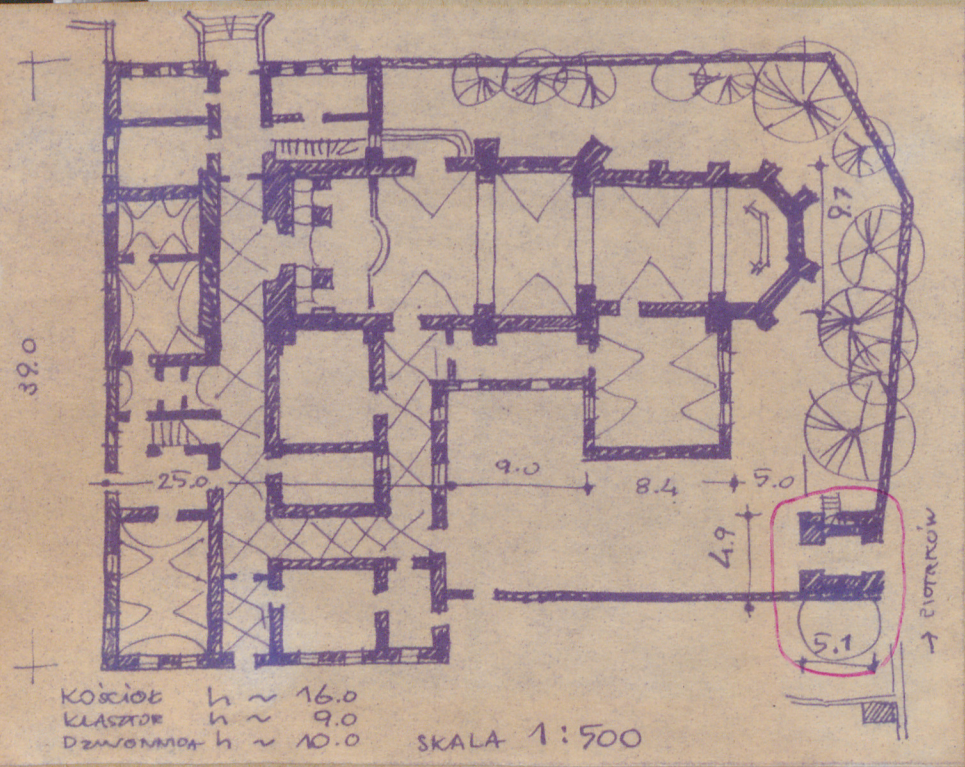 9.7
39.0
25.0
9.0
8.4
5.0
4.9
→ PIOTRKÓW
5.1
KOŚCIÓŁ h ~ 16.0
KLASZTOR h ~ 9.0
DZWONNICA h ~ 10.0
SKALA 1:500